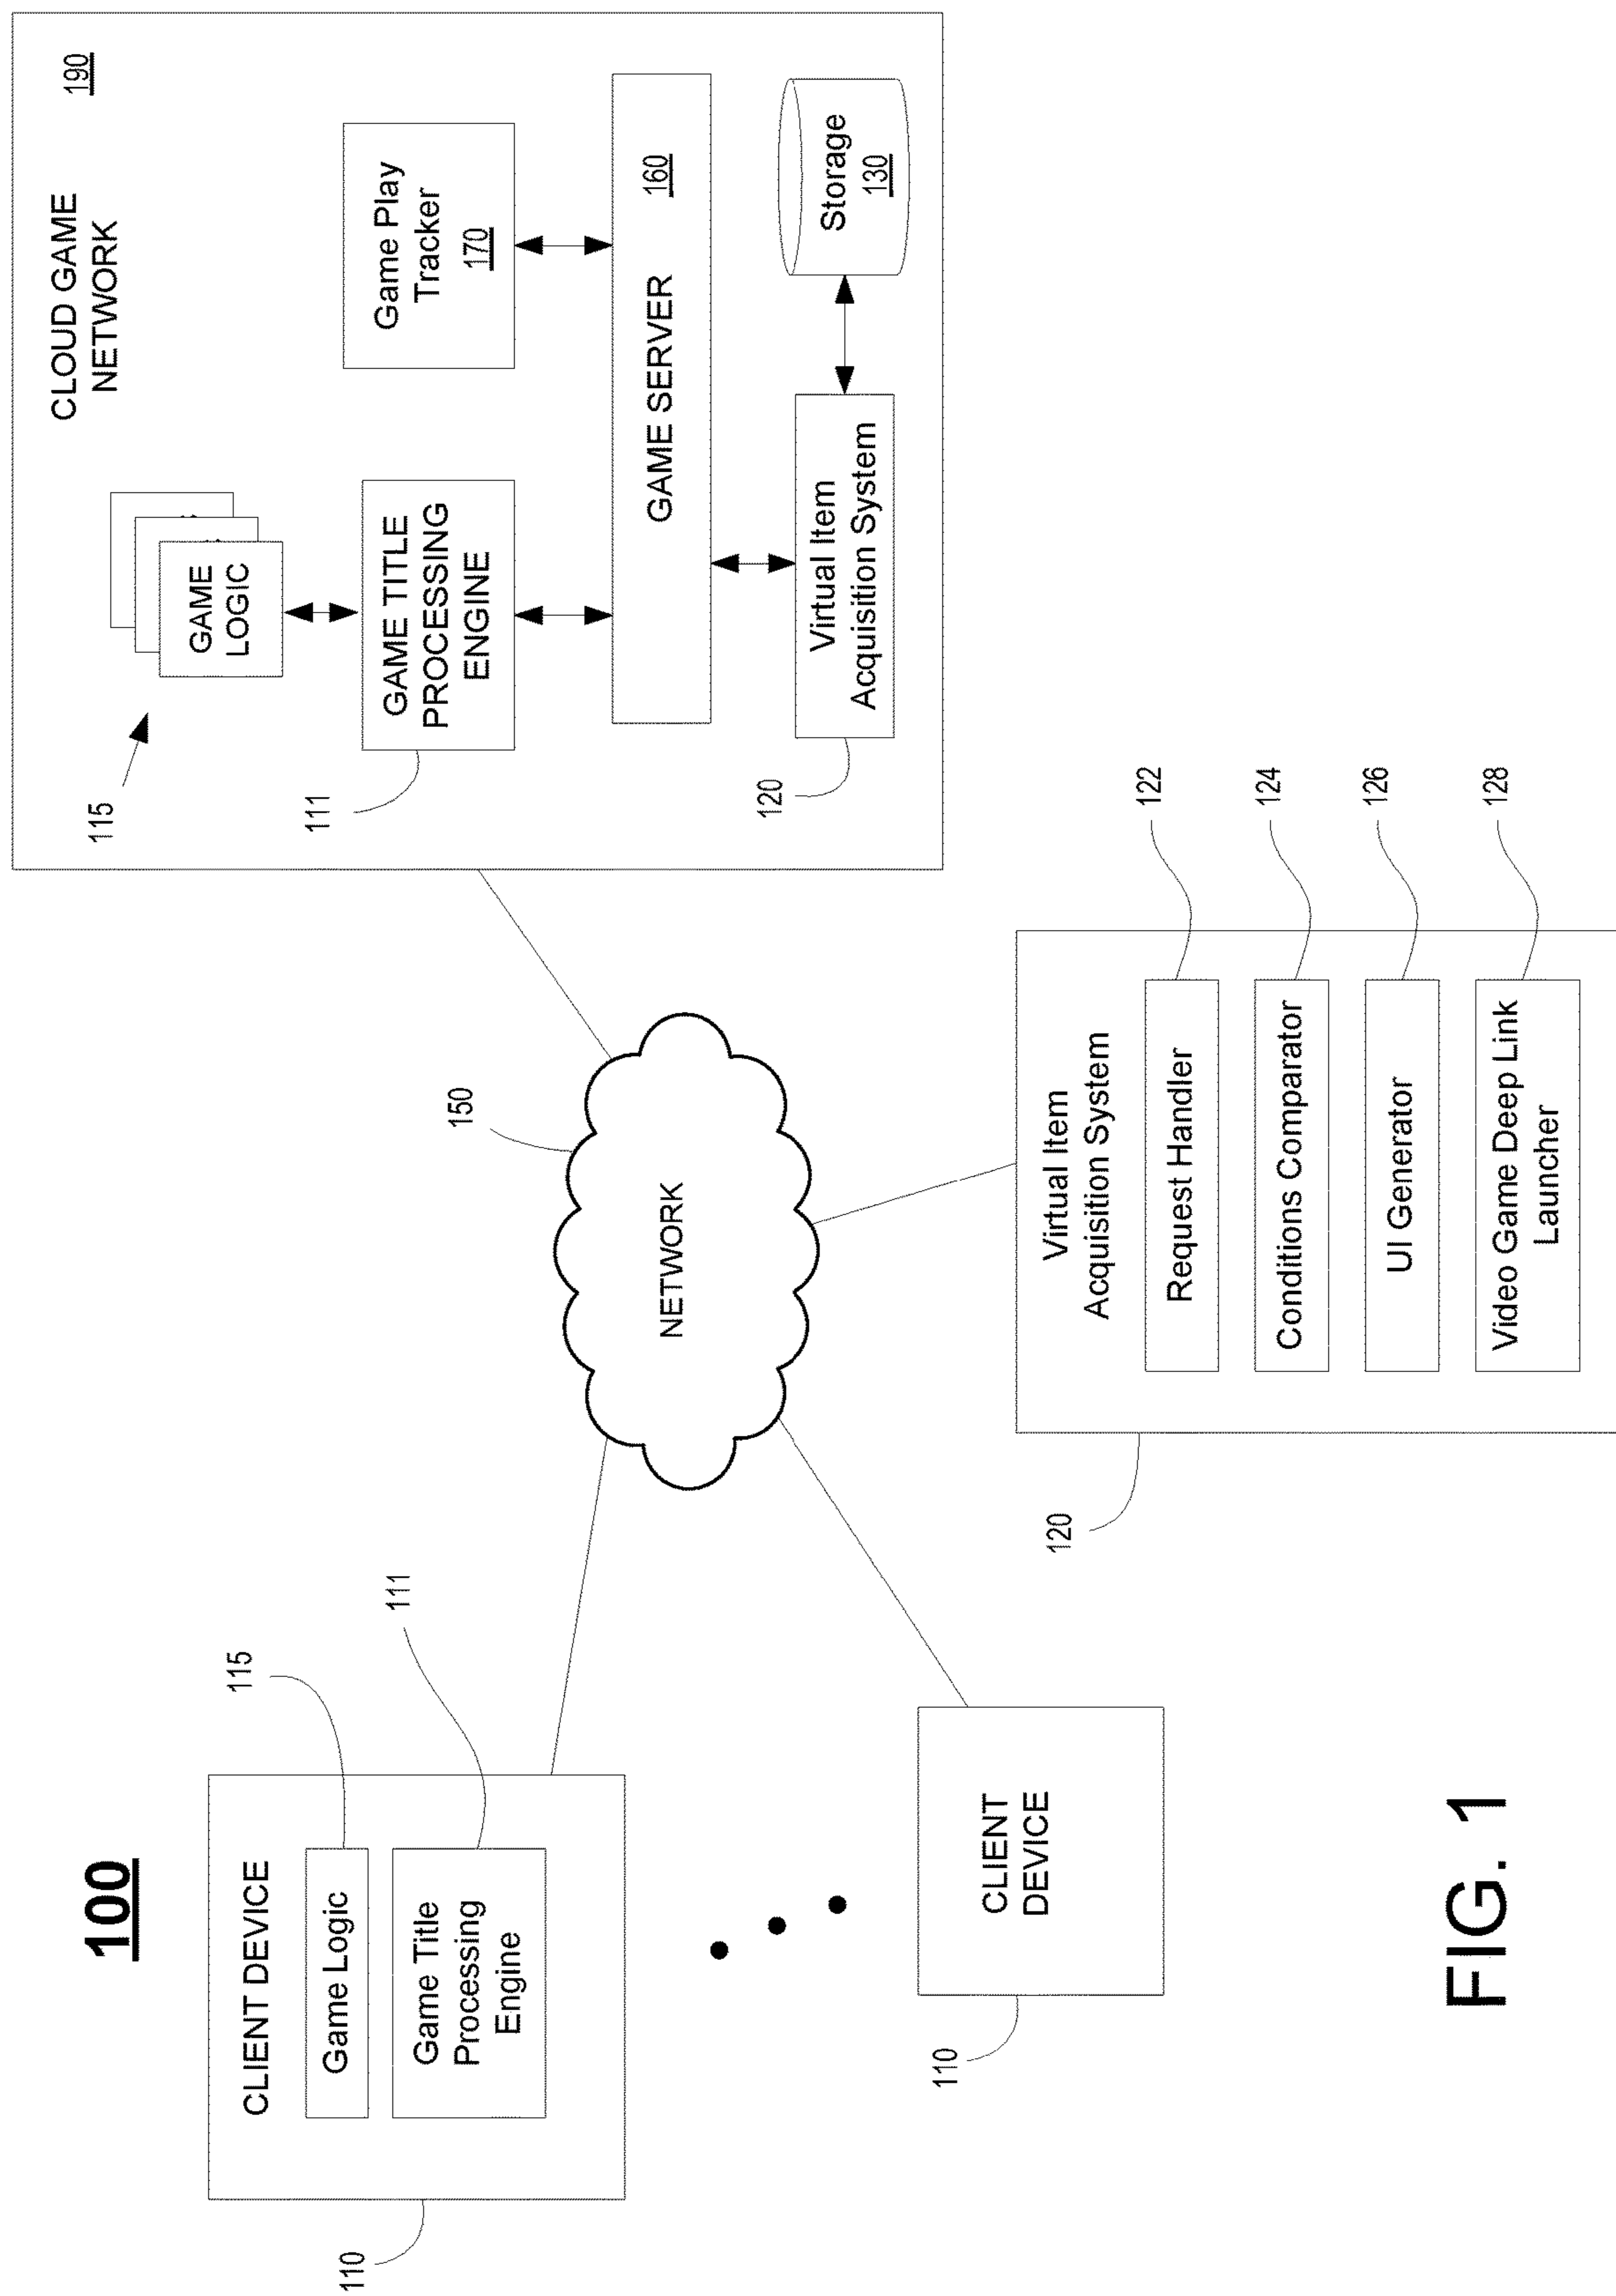 100
CLIENT DEVICE
Game Logic
Game Title
Processing
Engine
115
111
110
CLIENT
DEVICE
110
NETWORK
150
CLOUD GAME
NETWORK
190
115
GAME
LOGIC
GAME TITLE
PROCESSING
ENGINE
111
Game Play
Tracker
170
GAME SERVER
160
Virtual Item
Acquisition System
120
Storage
130
Virtual Item
Acquisition System
Request Handler
122
Conditions Comparator
124
UI Generator
126
Video Game Deep Link
Launcher
128
120
FIG. 1